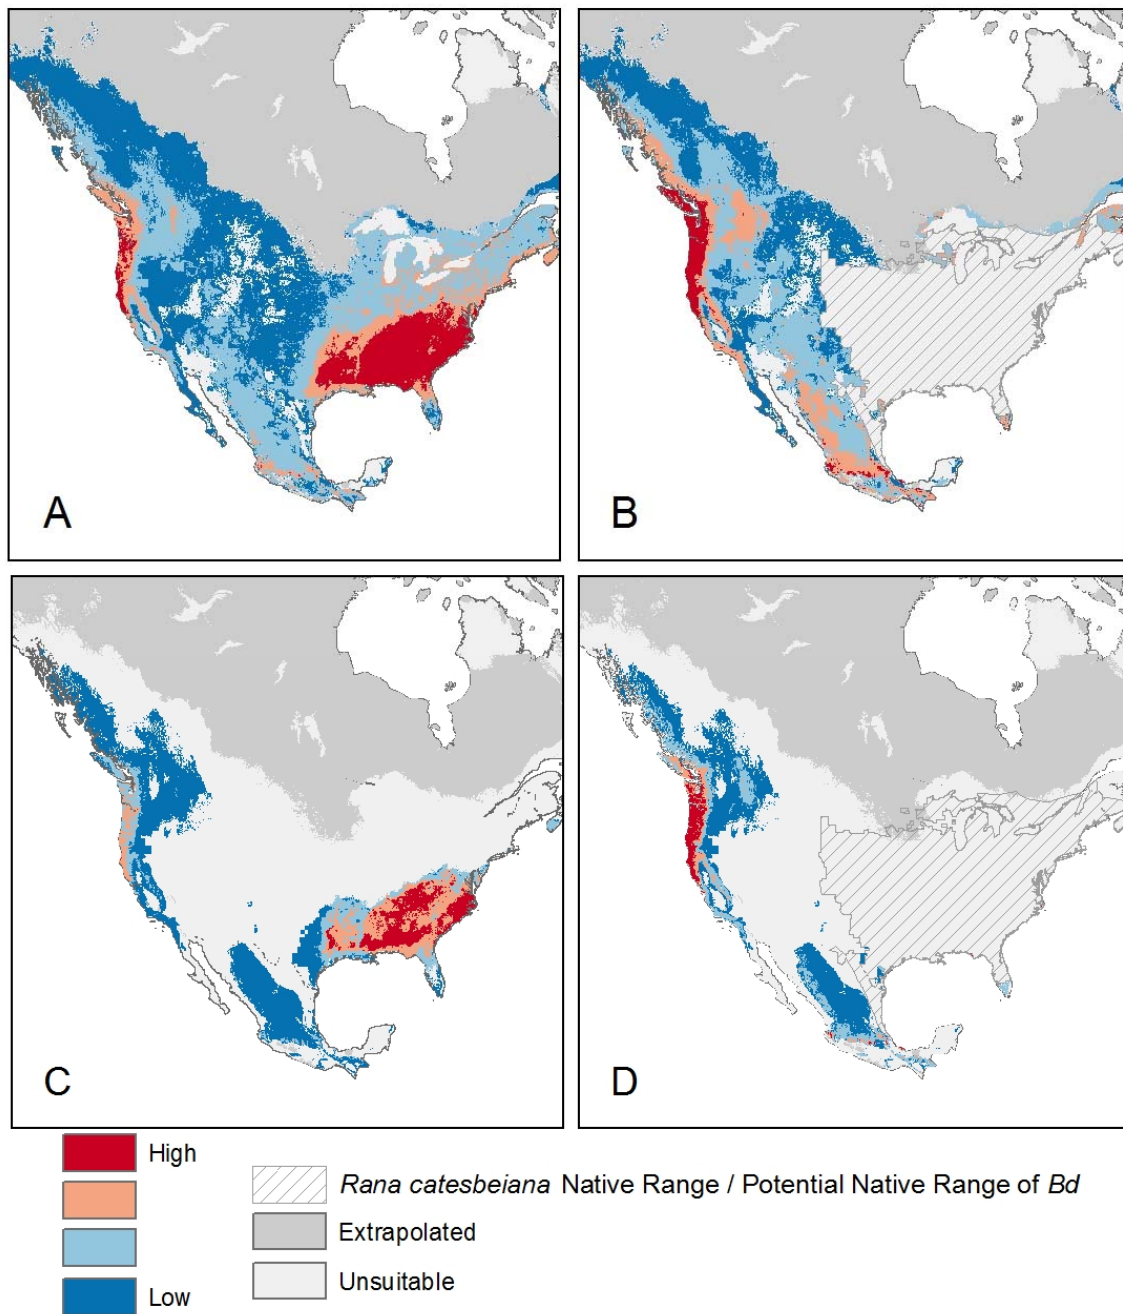 A
B
C
D
High
Low
Rana catesbeiana Native Range / Potential Native Range of Bd
Extrapolated
Unsuitable